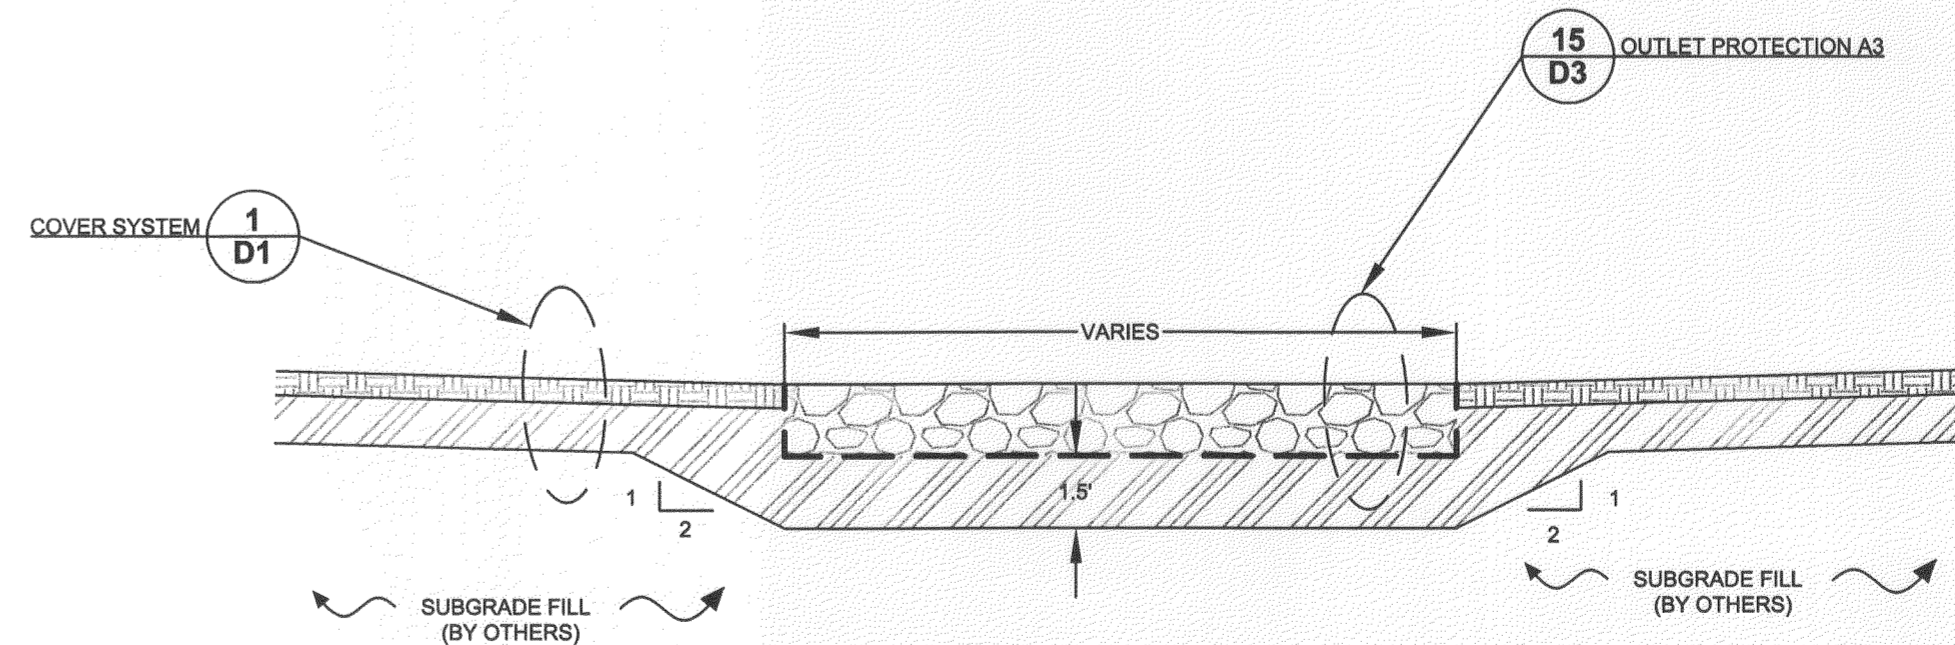 15
D3
OUTLET PROTECTION A3
COVER SYSTEM
1
D1
VARIES
1.5'
1
2
1
2
SUBGRADE FILL
(BY OTHERS)
SUBGRADE FILL
(BY OTHERS)